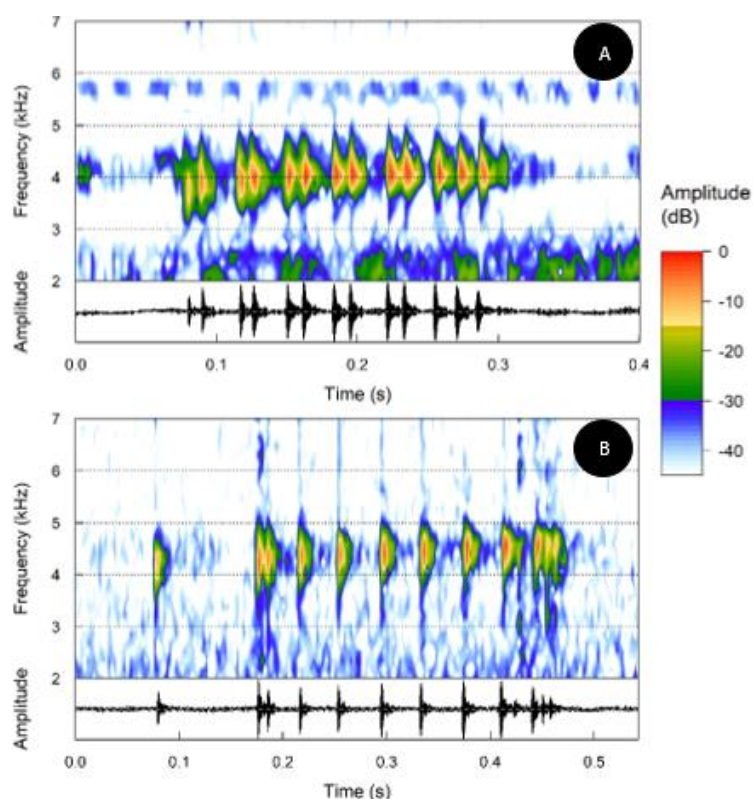 A
7
6
5
4
3
2
Frequency (kHz)
Amplitude
0.0 0.1 0.2 0.3 0.4
Time (s)
Amplitude
(dB)
0
-10
-20
-30
-40
B
7
6
5
4
3
2
Frequency (kHz)
Amplitude
0.0 0.1 0.2 0.3 0.4 0.5
Time (s)